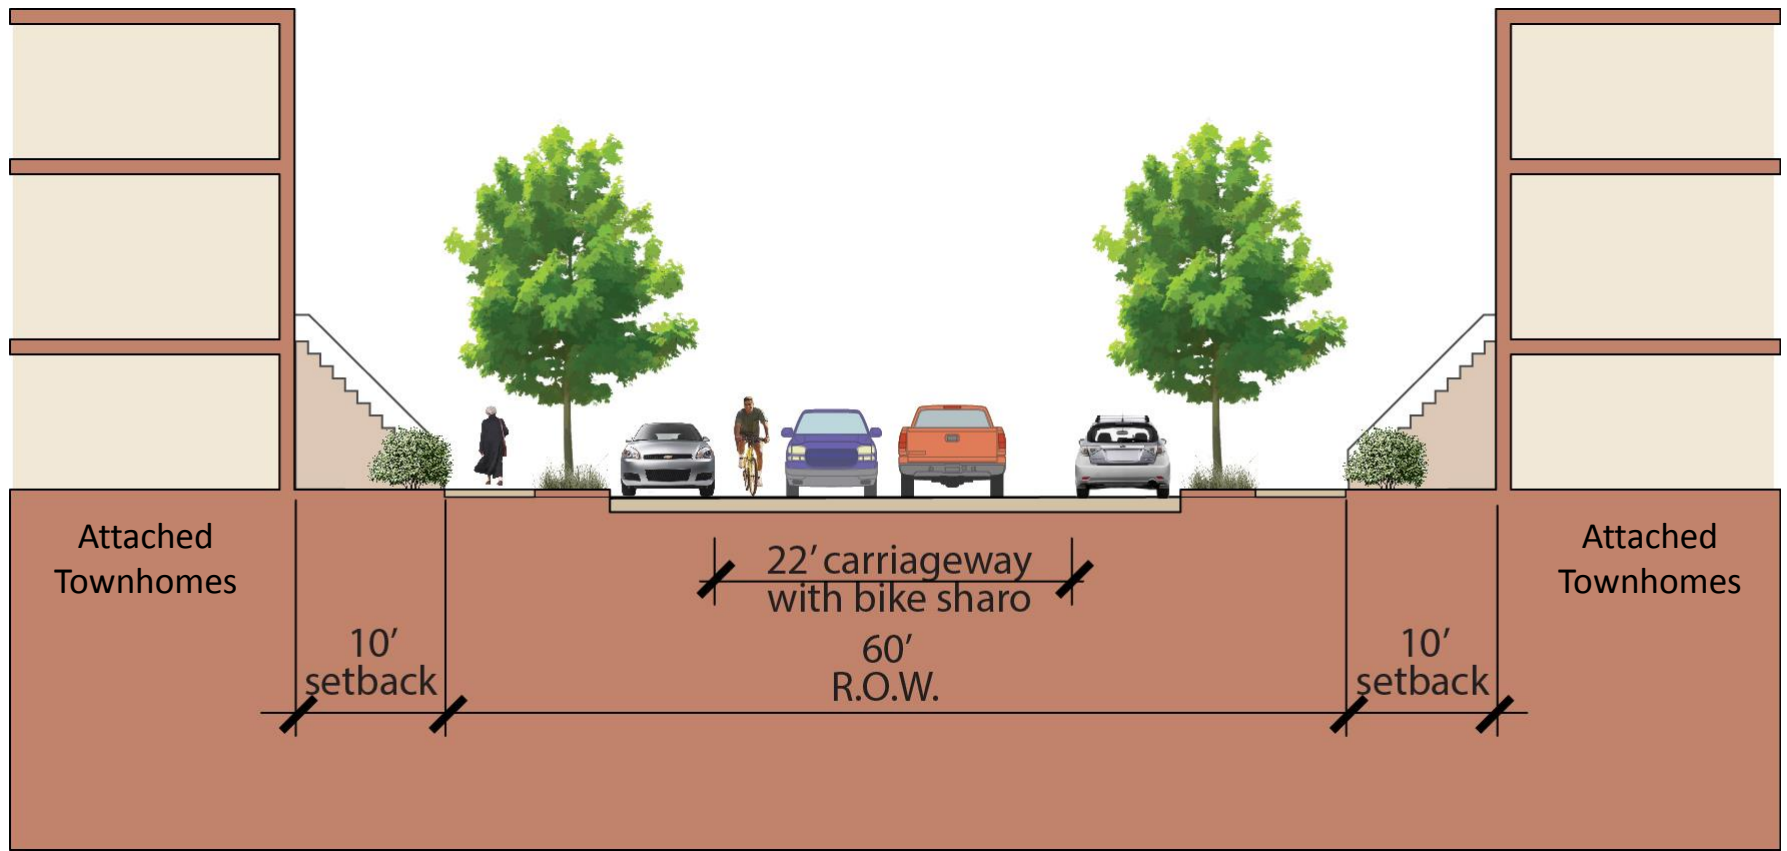 Attached
Townhomes
22’ carriageway
with bike sharo
Attached
Townhomes
10’
setback
60’
R.O.W.
10’
setback